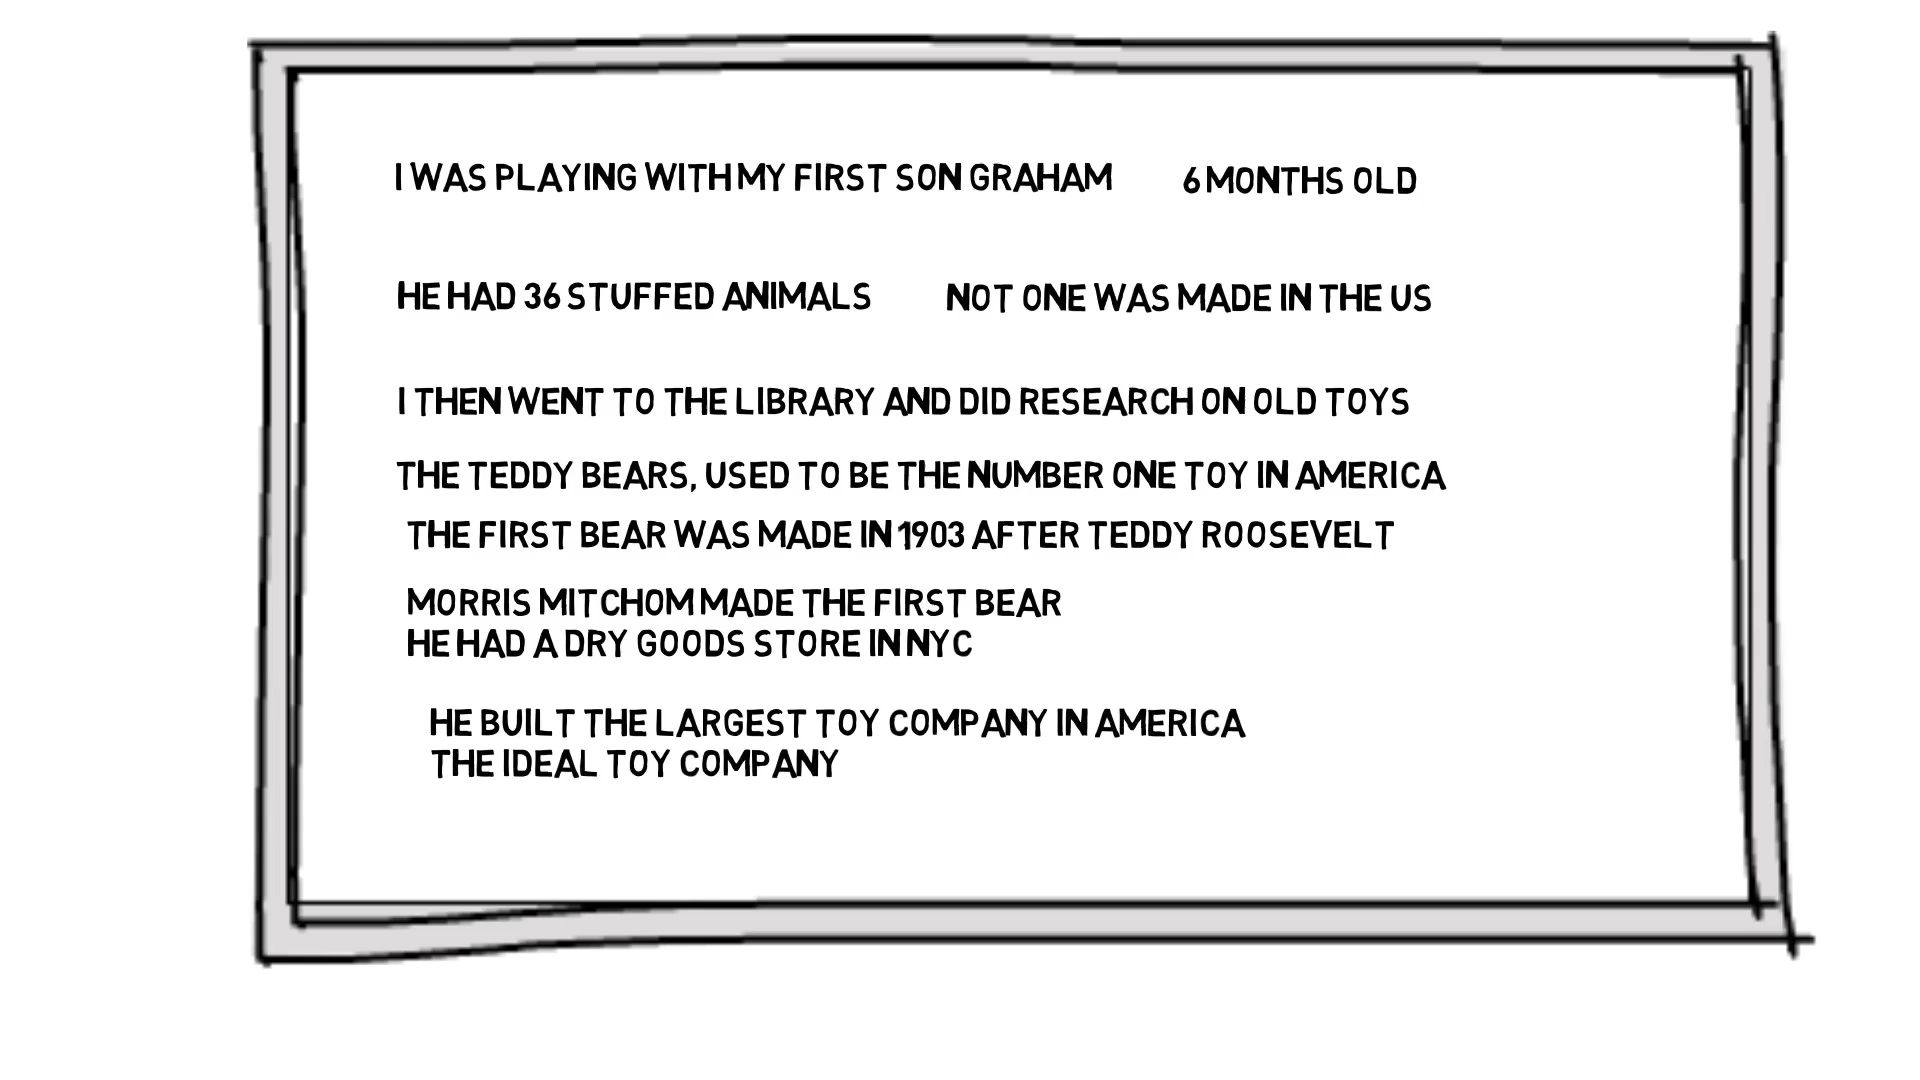 I WAS PLAYING WITH MY FIRST SON GRAHAM 6 MONTHS OLD
HE HAD 36 STUFFED ANIMALS NOT ONE WAS MADE IN THE US
I THEN WENT TO THE LIBRARY AND DID RESEARCH ON OLD TOYS
THE TEDDY BEARS, USED TO BE THE NUMBER ONE TOY IN AMERICA
THE FIRST BEAR WAS MADE IN 1903 AFTER TEDDY ROOSEVELT
MORRIS MITCHOM MADE THE FIRST BEAR
HE HAD A DRY GOODS STORE IN NYC
HE BUILT THE LARGEST TOY COMPANY IN AMERICA
THE IDEAL TOY COMPANY